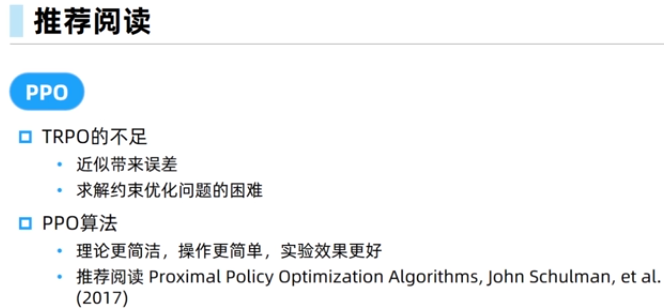 推荐阅读
PPO
TRPO的不足
近似带来误差
求解约束优化问题的困难
PPO算法
理论更简洁，操作更简单，实验效果更好
推荐阅读 Proximal Policy Optimization Algorithms, John Schulman, et al.
(2017)